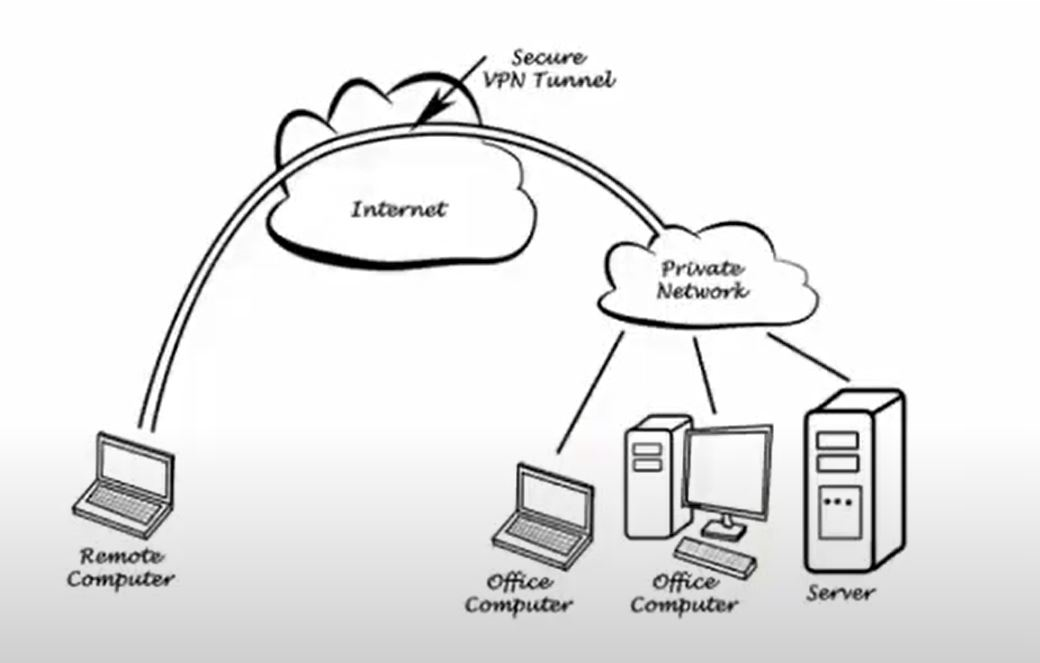 Secure
VPN Tunnel
Internet
Private
Network
Remote
Computer
Office
Computer
Office
Computer
Server